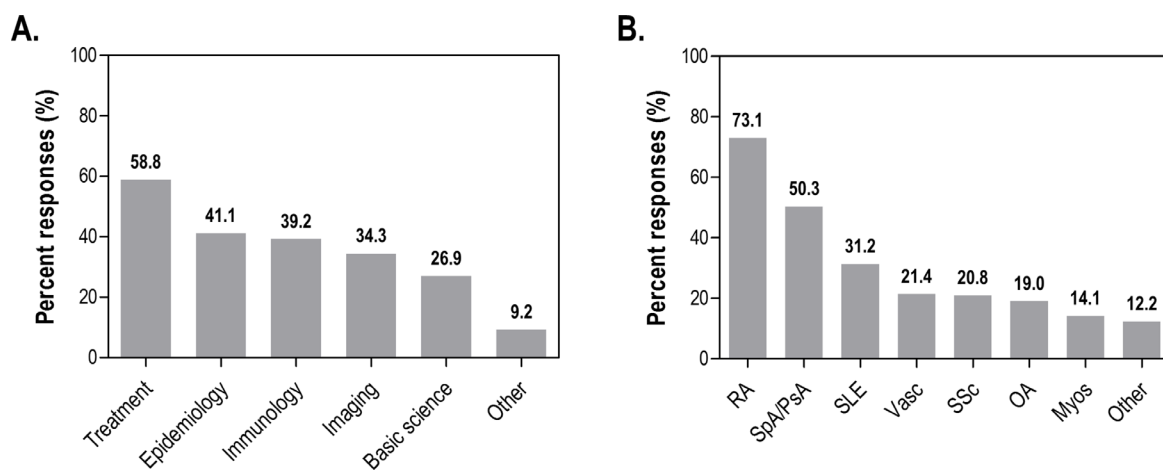 A.
Percent responses (%)
100
80
60
40
20
0
58.8
41.1
39.2
34.3
26.9
9.2
Treatment
Epidemiology
Immunology
Imaging
Basic science
Other
B.
Percent responses (%)
100
80
60
40
20
0
73.1
50.3
31.2
21.4
20.8
19.0
14.1
12.2
RA
SpA/PsA
SLE
Vasc
SSc
OA
Myos
Other